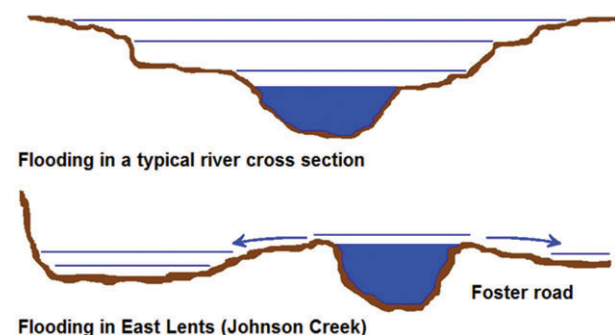 Flooding in a typical river cross section
Foster road
Flooding in East Lents (Johnson Creek)